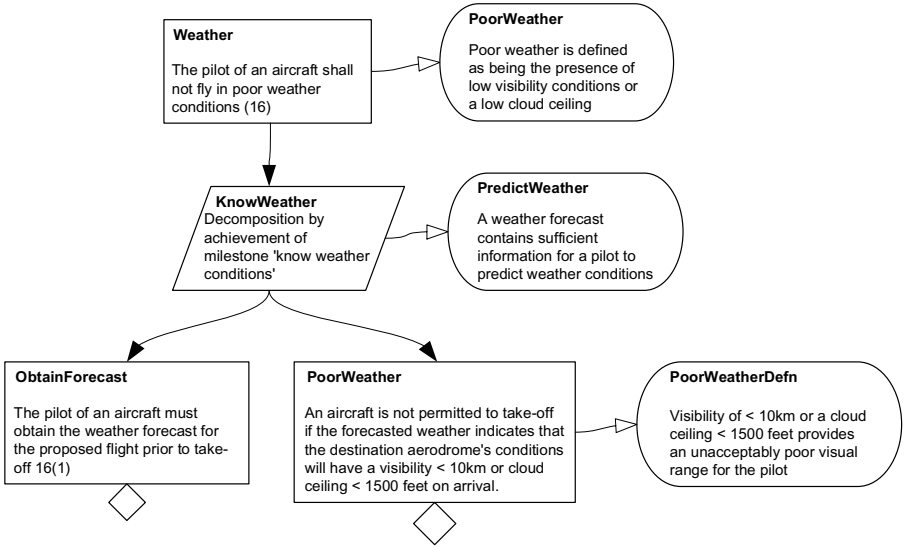 Weather
The pilot of an aircraft shall
not fly in poor weather
conditions (16)
PoorWeather
Poor weather is defined
as being the presence of
low visibility conditions or
a low cloud ceiling
KnowWeather
Decomposition by
achievement of
milestone 'know weather
conditions'
PredictWeather
A weather forecast
contains sufficient
information for a pilot to
predict weather conditions
ObtainForecast
The pilot of an aircraft must
obtain the weather forecast for
the proposed flight prior to take-
off 16(1)
PoorWeather
An aircraft is not permitted to take-off
if the forecasted weather indicates that
the destination aerodrome's conditions
will have a visibility < 10km or cloud
ceiling < 1500 feet on arrival.
PoorWeatherDefn
Visibility of < 10km or a cloud
ceiling < 1500 feet provides
an unacceptably poor visual
range for the pilot